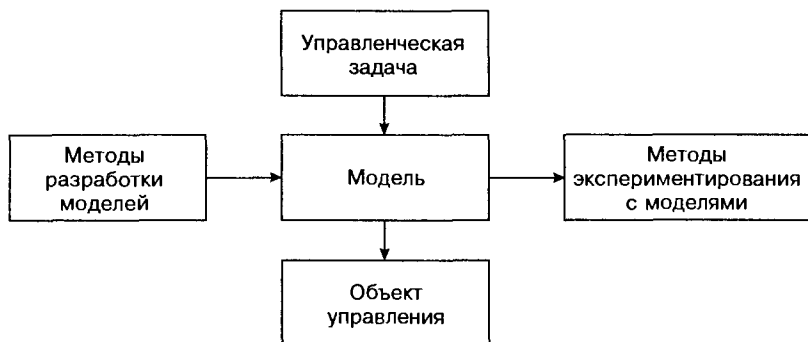 Управленческая
задача
Методы
разработки
моделей
Модель
Методы
экспериментирования
с моделями
Объект
управления